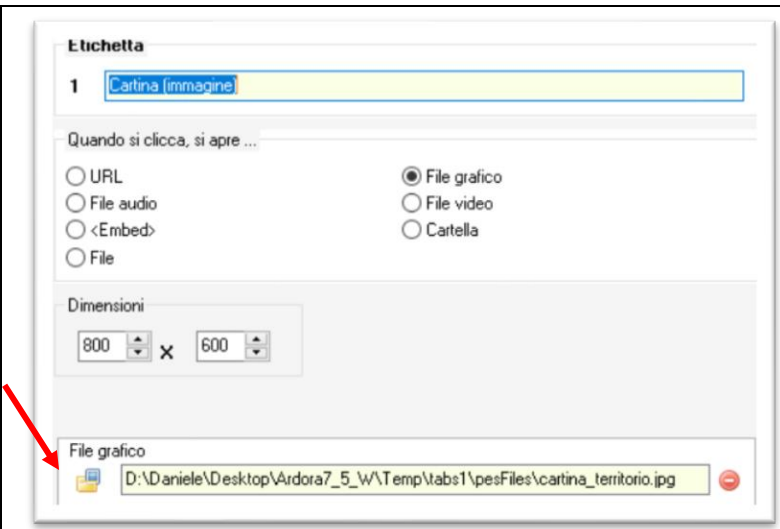 Etichetta
1 Cartina (immagine)
Quando si clicca, si apre ...
URL File grafico
File audio File video
<Embed> Cartella
File
Dimensioni
800 x 600
File grafico
D:\Daniele\Desktop\Ardora7_5_W\Temp\tabs1\pesFiles\cartina_territorio.jpg